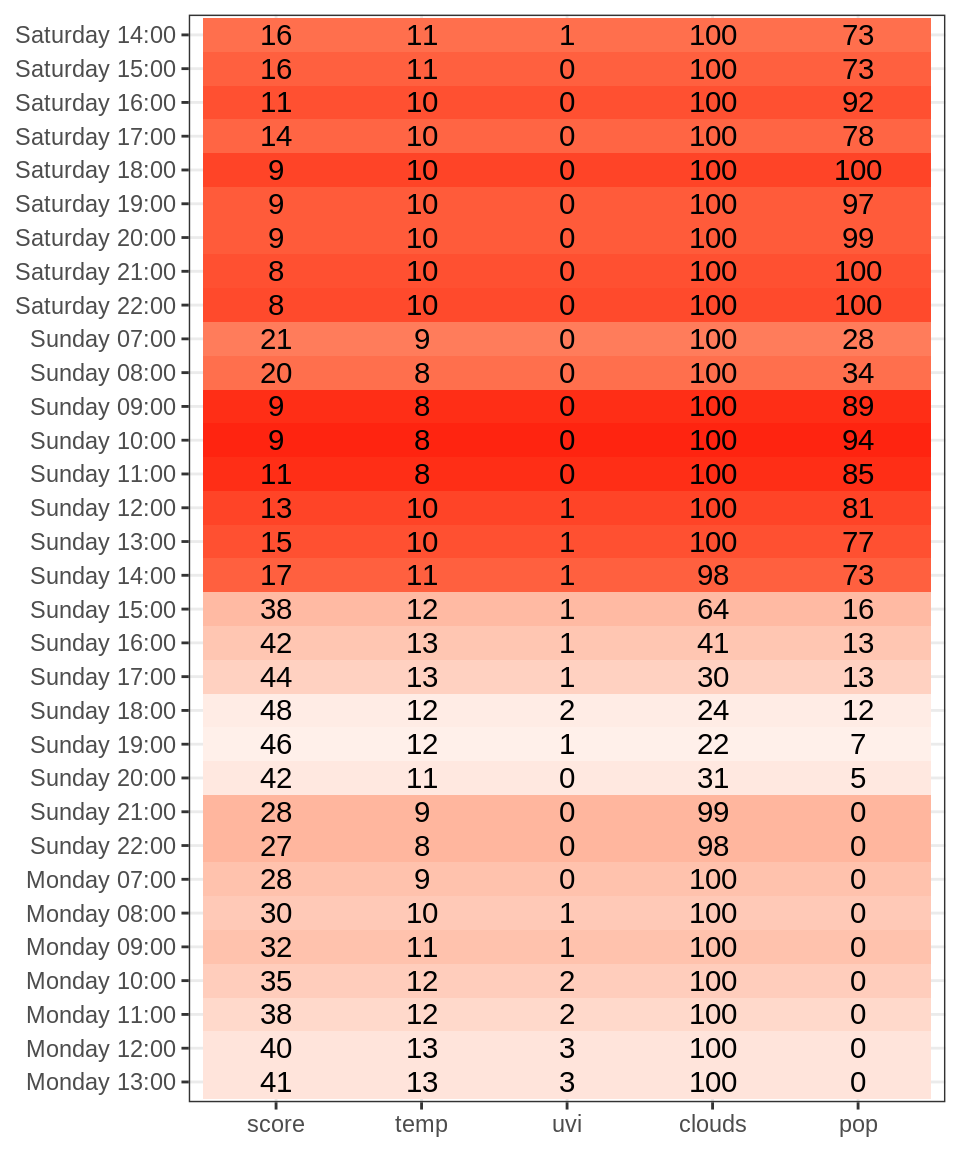 Saturday 14:00 16 11 1 100 73
Saturday 15:00 16 11 0 100 73
Saturday 16:00 11 10 0 100 92
Saturday 17:00 14 10 0 100 78
Saturday 18:00 9 10 0 100 100
Saturday 19:00 9 10 0 100 97
Saturday 20:00 9 10 0 100 99
Saturday 21:00 8 10 0 100 100
Saturday 22:00 8 10 0 100 100
Sunday 07:00 21 9 0 100 28
Sunday 08:00 20 8 0 100 34
Sunday 09:00 9 8 0 100 89
Sunday 10:00 9 8 0 100 94
Sunday 11:00 11 8 0 100 85
Sunday 12:00 13 10 1 100 81
Sunday 13:00 15 10 1 100 77
Sunday 14:00 17 11 1 98 73
Sunday 15:00 38 12 1 64 16
Sunday 16:00 42 13 1 41 13
Sunday 17:00 44 13 1 30 13
Sunday 18:00 48 12 2 24 12
Sunday 19:00 46 12 1 22 7
Sunday 20:00 42 11 0 31 5
Sunday 21:00 28 9 0 99 0
Sunday 22:00 27 8 0 98 0
Monday 07:00 28 9 0 100 0
Monday 08:00 30 10 1 100 0
Monday 09:00 32 11 1 100 0
Monday 10:00 35 12 2 100 0
Monday 11:00 38 12 2 100 0
Monday 12:00 40 13 3 100 0
Monday 13:00 41 13 3 100 0
score temp uvi clouds pop